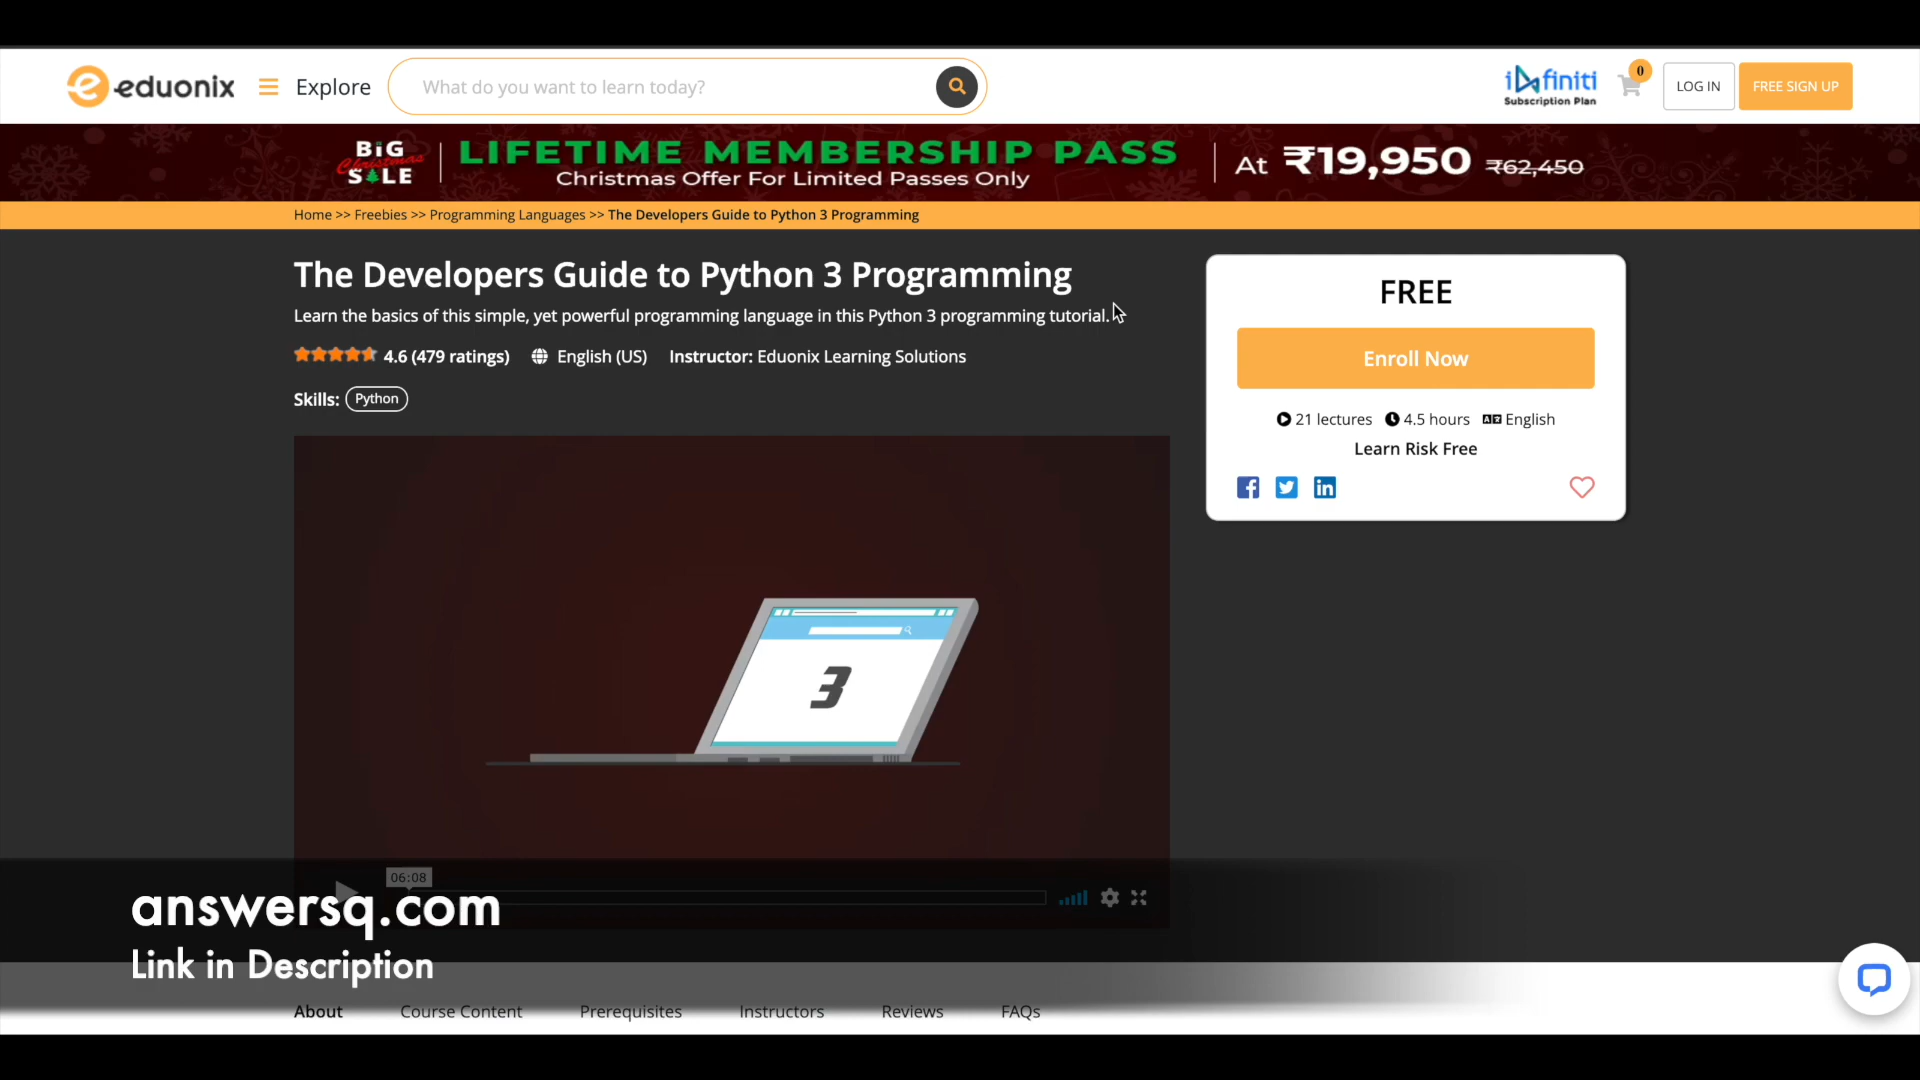 eduonix
Explore
What do you want to learn today?
infiniti
Subscription Plan
0
LOG IN
FREE SIGN UP
BIG
Christmas
SALE
LIFETIME MEMBERSHIP PASS
Christmas Offer For Limited Passes Only
At ₹19,950 ₹62,450
Home >> Freebies >> Programming Languages >> The Developers Guide to Python 3 Programming
The Developers Guide to Python 3 Programming
Learn the basics of this simple, yet powerful programming language in this Python 3 programming tutorial.
4.6 (479 ratings) English (US) Instructor: Eduonix Learning Solutions
Skills: Python
FREE
Enroll Now
21 lectures 4.5 hours English
Learn Risk Free
3
06:08
answersq.com
Link in Description
About Course Content Prerequisites Instructors Reviews FAQs